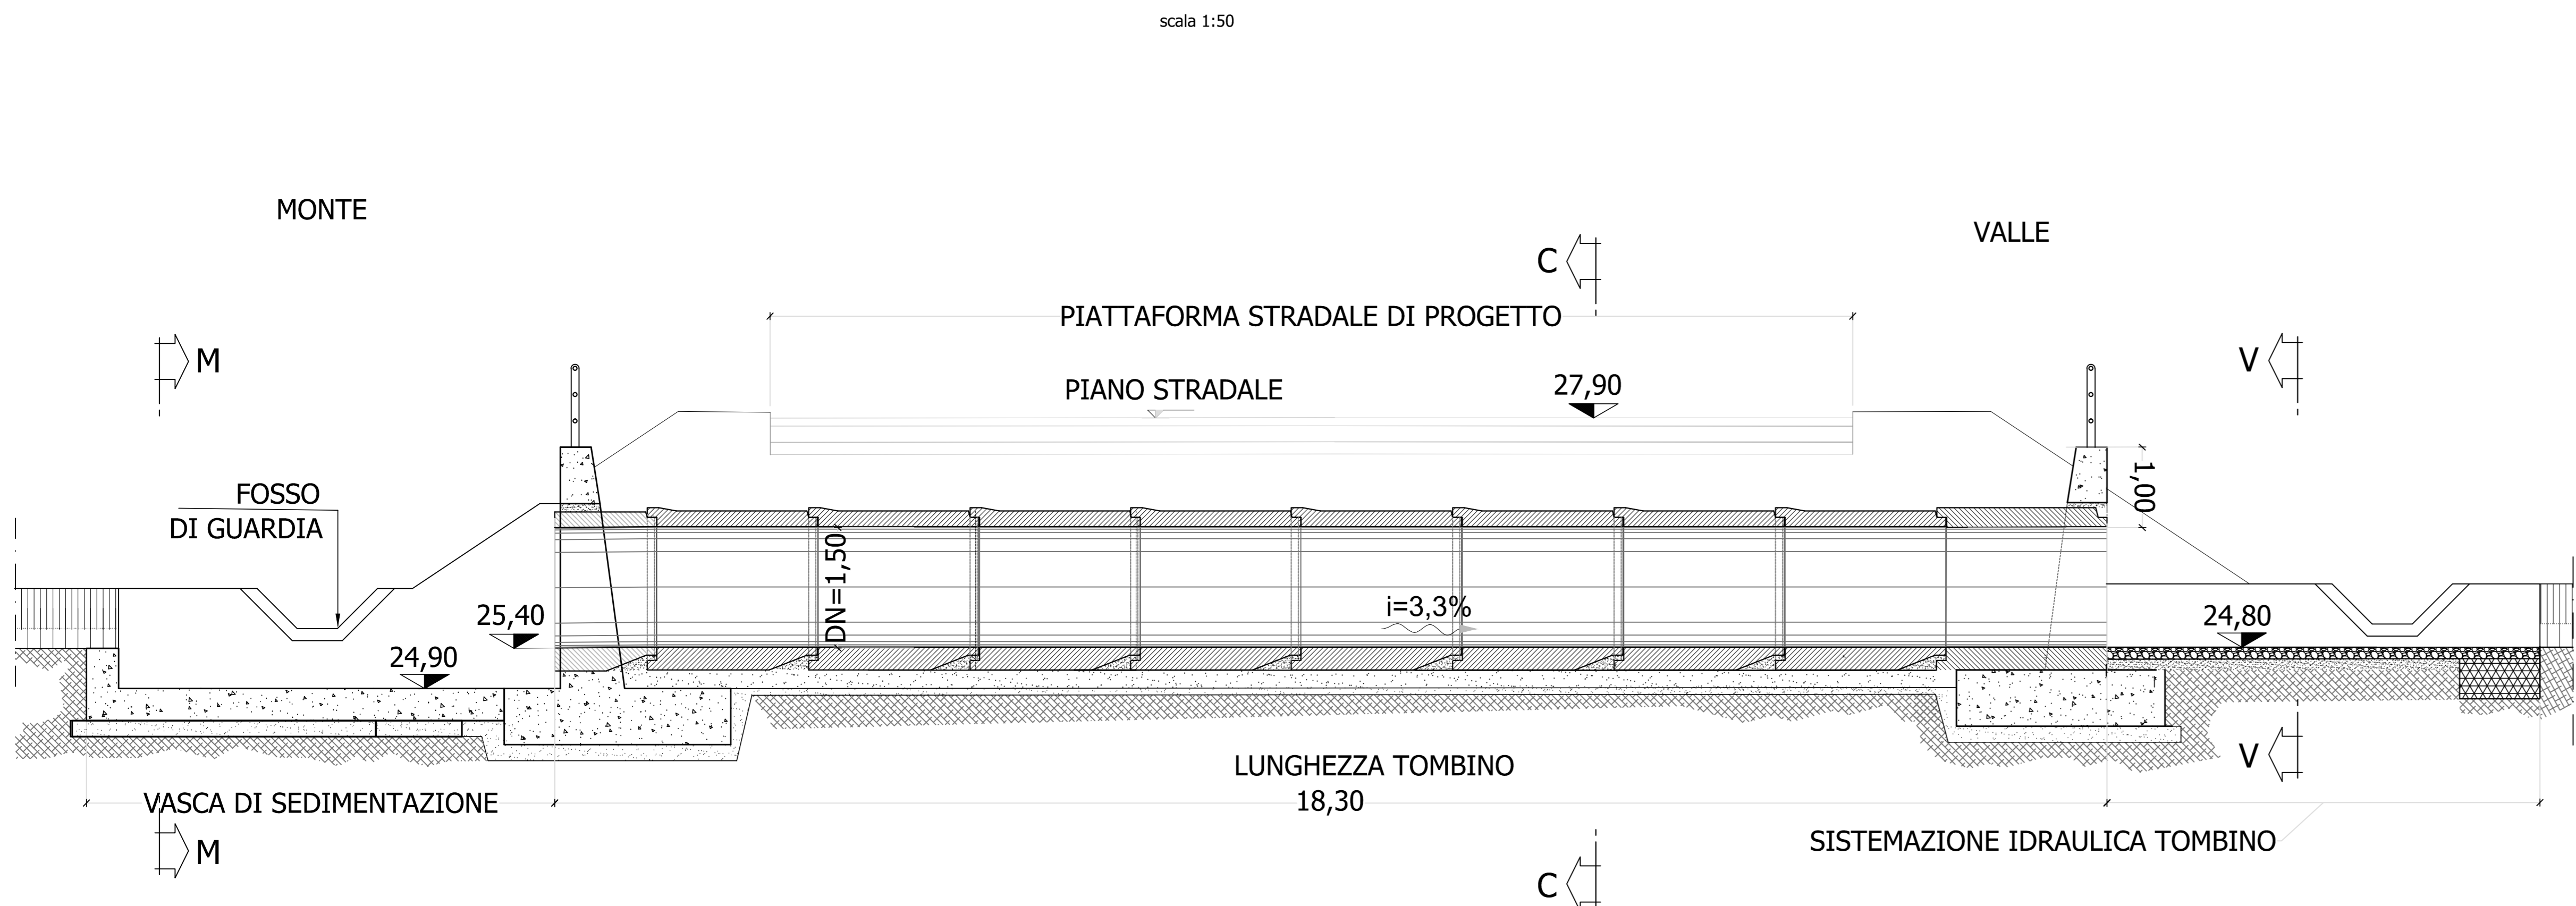 scala 1:50
MONTE
VALLE
C
PIATTAFORMA STRADALE DI PROGETTO
M
V
PIANO STRADALE
27,90
FOSSO
DI GUARDIA
1,00
DN=1,50
25,40
i=3,3%
24,80
24,90
LUNGHEZZA TOMBINO
18,30
V
VASCA DI SEDIMENTAZIONE
SISTEMAZIONE IDRAULICA TOMBINO
M
C